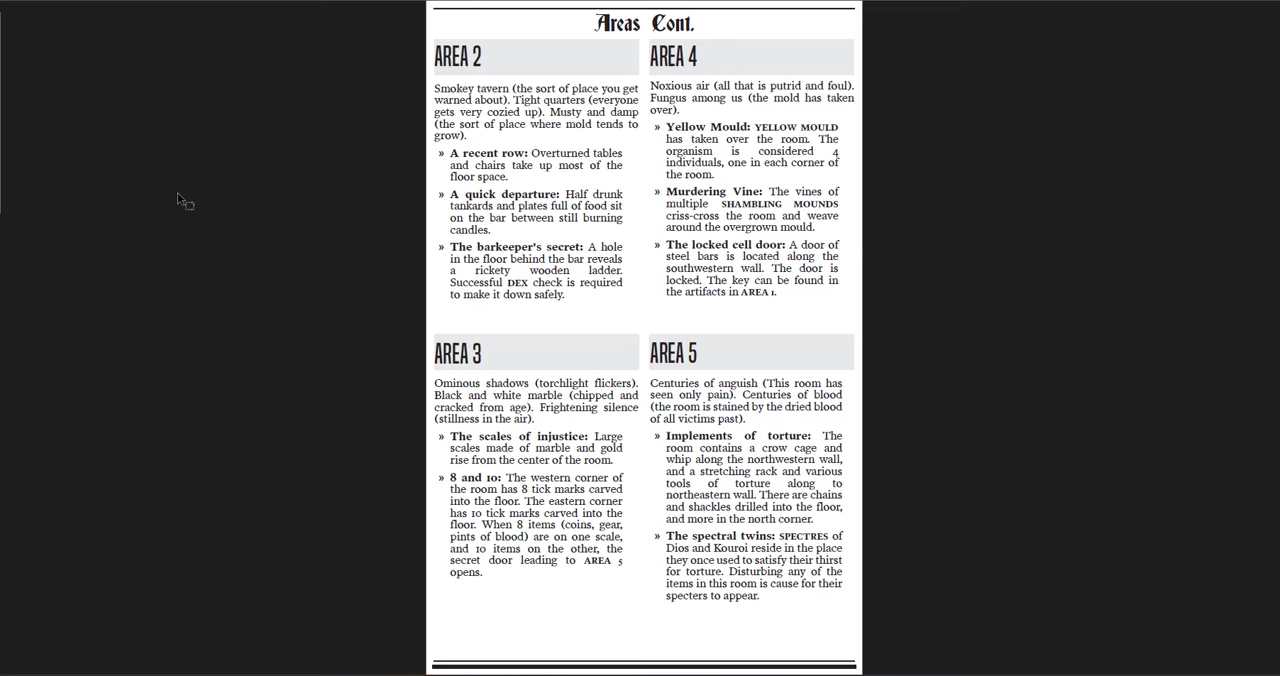 Areas Cont.
AREA 2
Smokey tavern (the sort of place you get
warned about). Tight quarters (everyone
gets very cozied up). Musty and damp
(the sort of place where mold tends to
grow).
» A recent row: Overturned tables
and chairs take up most of the
floor space.
» A quick departure: Half drunk
tankards and plates full of food sit
on the bar between still burning
candles.
» The barkeeper's secret: A hole
in the floor behind the bar reveals
a rickety wooden ladder.
Successful DEX check is required
to make it down safely.
AREA 3
Ominous shadows (torchlight flickers).
Black and white marble (chipped and
cracked from age). Frightening silence
(stillness in the air).
» The scales of injustice: Large
scales made of marble and gold
rise from the center of the room.
» 8 and 10: The western corner of
the room has 8 tick marks carved
into the floor. The eastern corner
has 10 tick marks carved into the
floor. When 8 items (coins, gear,
pints of blood) are on one scale,
and 10 items on the other, the
secret door leading to AREA 5
opens.
AREA 4
Noxious air (all that is putrid and foul).
Fungus among us (the mold has taken
over).
» Yellow Mould: YELLOW MOULD
has taken over the room. The
organism is considered 4
individuals, one in each corner of
the room.
» Murdering Vine: The vines of
multiple SHAMBLING MOUNDS
criss-cross the room and weave
around the overgrown mould.
» The locked cell door: A door of
steel bars is located along the
southwestern wall. The door is
locked. The key can be found in
the artifacts in AREA 1.
AREA 5
Centuries of anguish (This room has
seen only pain). Centuries of blood
(the room is stained by the dried blood
of all victims past).
» Implements of torture: The
room contains a crow cage and
whip along the northwestern wall,
and a stretching rack and various
tools of torture along to
northeastern wall. There are chains
and shackles drilled into the floor,
and more in the north corner.
» The spectral twins: SPECTRES of
Dios and Kouroi reside in the place
they once used to satisfy their thirst
for torture. Disturbing any of the
items in this room is cause for their
specters to appear.